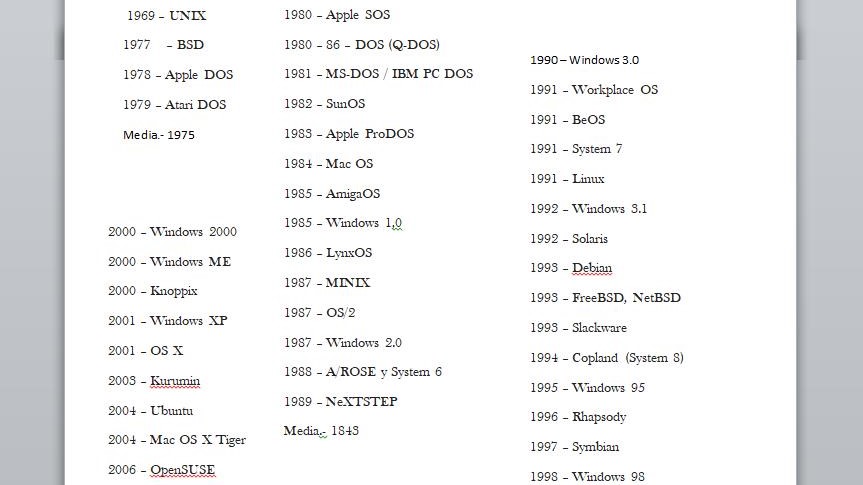 1969 – UNIX
1977 – BSD
1978 – Apple DOS
1979 – Atari DOS
Media.- 1975
1980 – Apple SOS
1980 – 86 – DOS (Q-DOS)
1981 – MS-DOS / IBM PC DOS
1982 – SunOS
1983 – Apple ProDOS
1984 – Mac OS
1985 – AmigaOS
1985 – Windows 1,0
1986 – LynxOS
1987 – MINIX
1987 – OS/2
1987 – Windows 2.0
1988 – A/ROSE y System 6
1989 – NeXTSTEP
Media.- 1843
1990 – Windows 3.0
1991 – Workplace OS
1991 – BeOS
1991 – System 7
1991 – Linux
1992 – Windows 3.1
1992 – Solaris
1993 – Debian
1993 – FreeBSD, NetBSD
1993 – Slackware
1994 – Copland (System 8)
1995 – Windows 95
1996 – Rhapsody
1997 – Symbian
1998 – Windows 98
2000 – Windows 2000
2000 – Windows ME
2000 – Knoppix
2001 – Windows XP
2001 – OS X
2003 – Kurumin
2004 – Ubuntu
2004 – Mac OS X Tiger
2006 – OpenSUSE